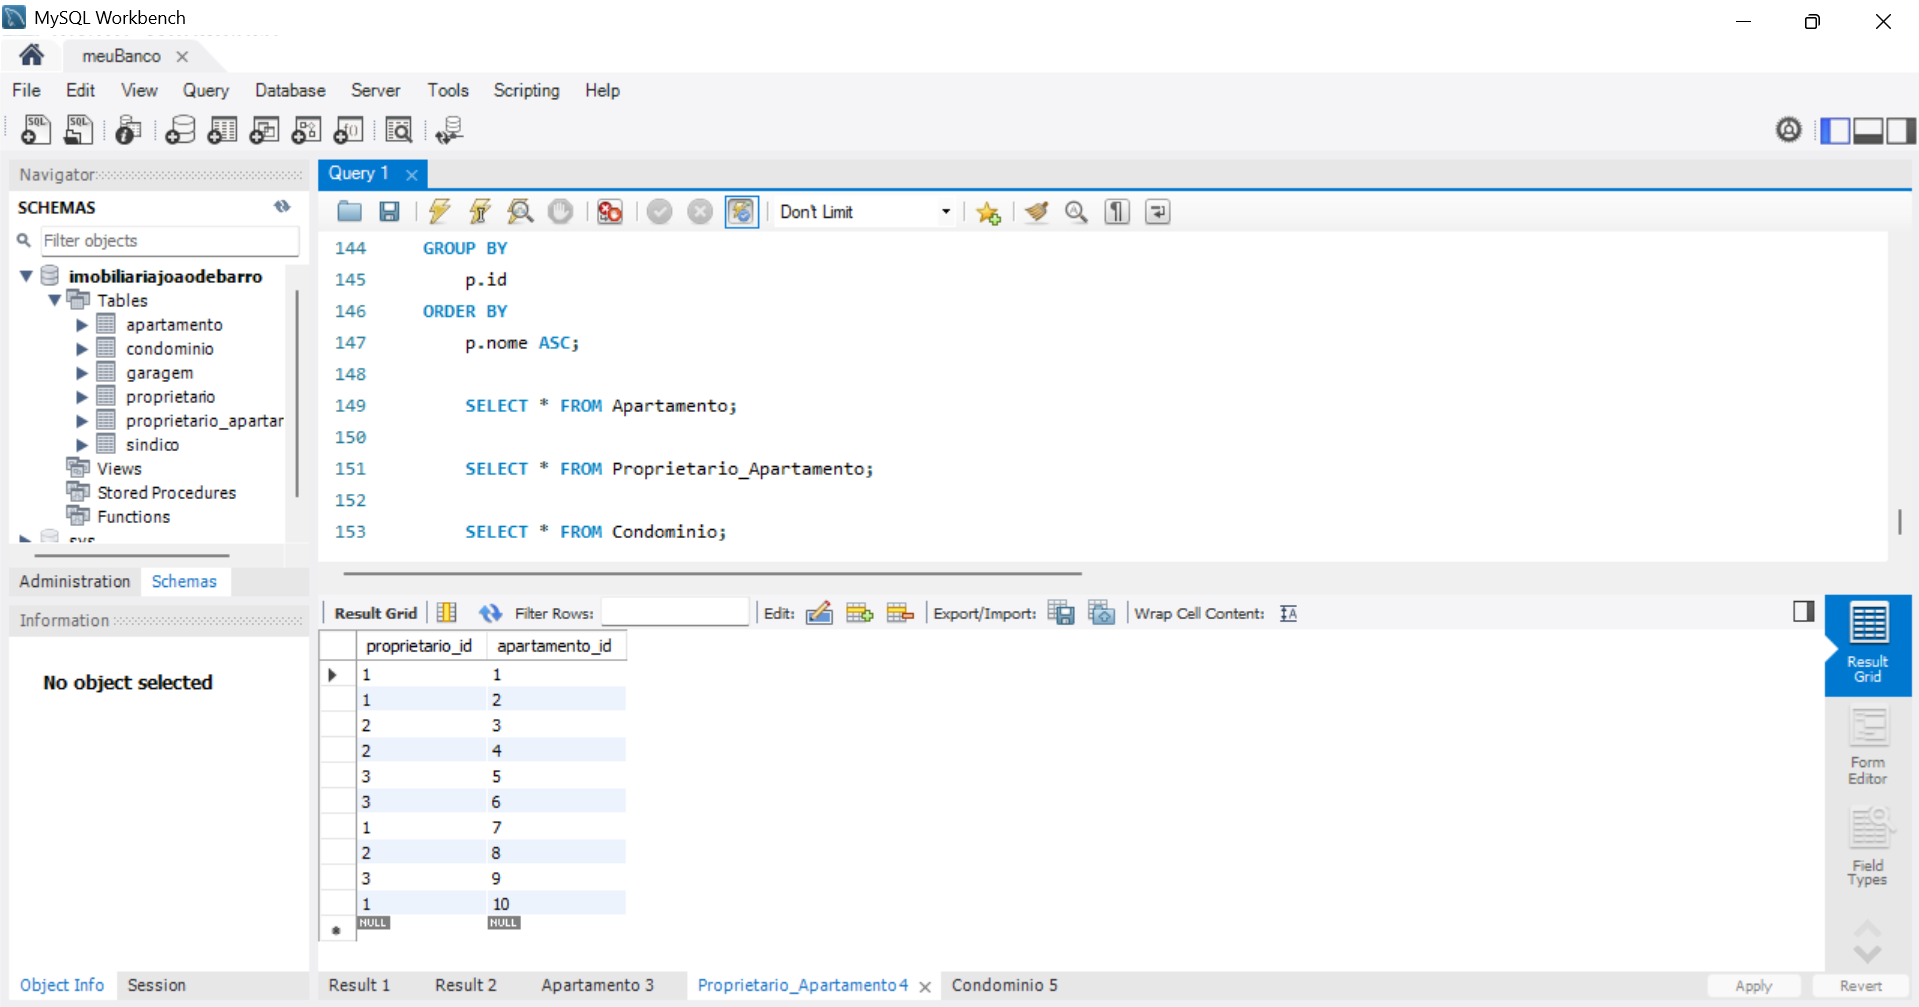 MySQL Workbench
meuBanco
File Edit View Query Database Server Tools Scripting Help
Navigator
Query 1
SCHEMAS
Don't Limit
Filter objects
imobiliariajoaodebarro
Tables
apartamento
condominio
garagem
proprietario
proprietario_apartar
sindico
Views
Stored Procedures
Functions
sys
Administration Schemas
Information
No object selected
Object Info Session
144 GROUP BY
145 p.id
146 ORDER BY
147 p.nome ASC;
148
149 SELECT * FROM Apartamento;
150
151 SELECT * FROM Proprietario_Apartamento;
152
153 SELECT * FROM Condominio;
Result Grid Filter Rows: Edit: Export/Import: Wrap Cell Content:
proprietario_id apartamento_id
1 1
1 2
2 3
2 4
3 5
3 6
1 7
2 8
3 9
1 10
NULL NULL
Result Grid
Form Editor
Field Types
Result 1 Result 2 Apartamento 3 Proprietario_Apartamento4 Condominio 5
Apply Revert